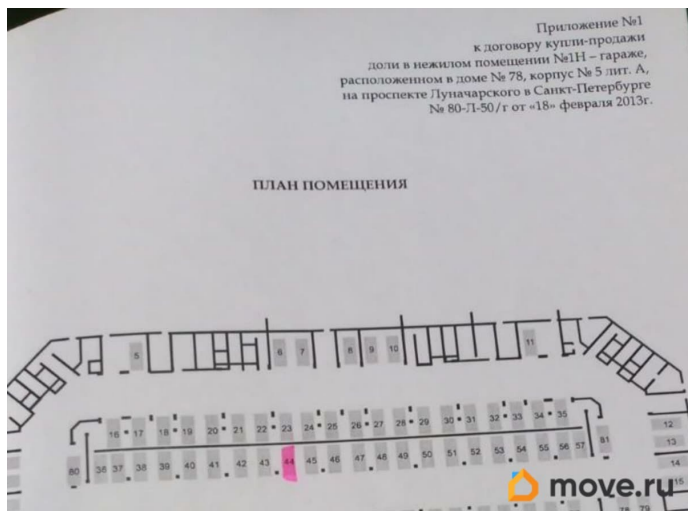 Приложение №1
к договору купли-продажи
доли в нежилом помещении №1Н – гараже,
расположенном в доме № 78, корпус № 5 лит. А,
на проспекте Луначарского в Санкт-Петербурге
№ 80-Л-50/г от «18» февраля 2013г.
ПЛАН ПОМЕЩЕНИЯ
5 6 7 8 9 10 11
16 17 18 19 20 21 22 23 24 25 26 27 28 29 30 31 32 33 34 35
12
13
80 36 37 38 39 40 41 42 43 44 45 46 47 48 49 50 51 52 53 54 55 56 57 81
14
15
move.ru
78 79